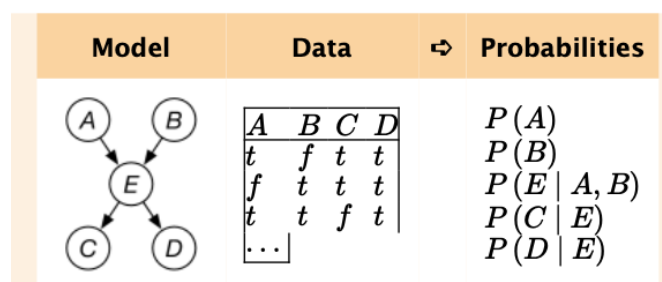 Model Data ➪ Probabilities
A B
E
C D
A B C D
t f t t
f t t t
t t f t
...
P(A)
P(B)
P(E | A, B)
P(C | E)
P(D | E)